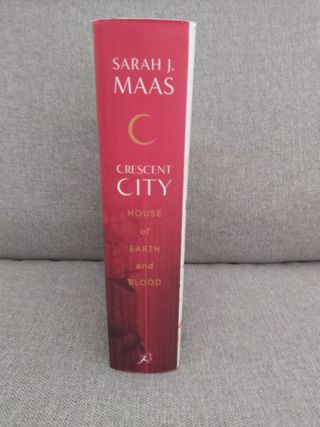 SARAH J.
MAAS
CRESCENT
CITY
HOUSE
of
EARTH
and
BLOOD